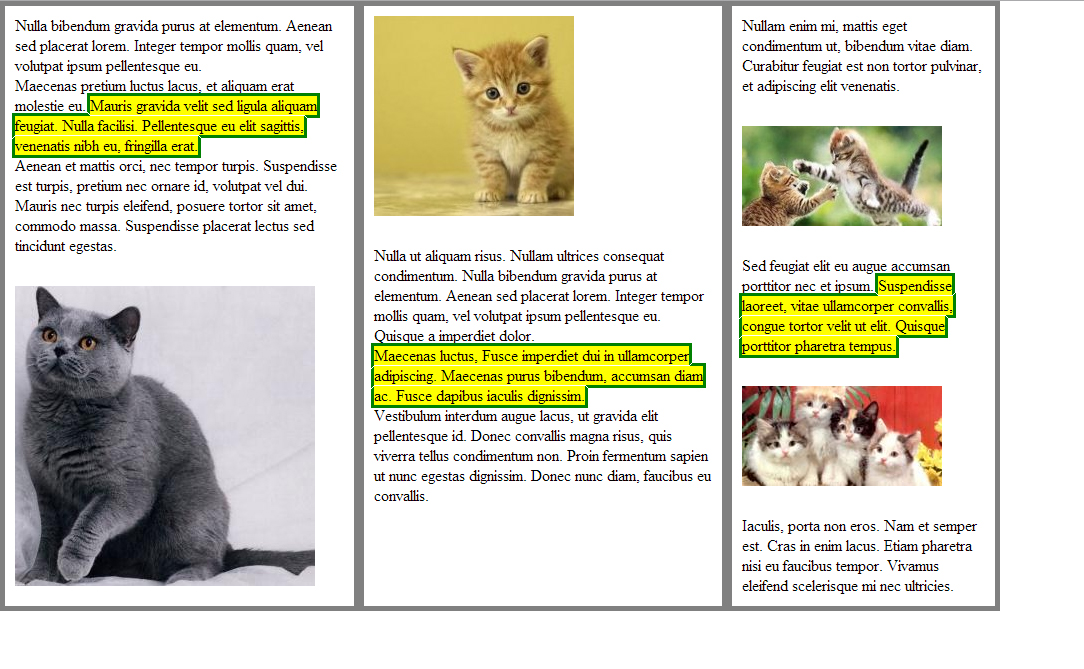 Nulla bibendum gravida purus at elementum. Aenean
sed placerat lorem. Integer tempor mollis quam, vel
volutpat ipsum pellentesque eu.
Maecenas pretium luctus lacus, et aliquam erat
molestie eu. Mauris gravida velit sed ligula aliquam
feugiat. Nulla facilisi. Pellentesque eu elit sagittis,
venenatis nibh eu, fringilla erat.
Aenean et mattis orci, nec tempor turpis. Suspendisse
est turpis, pretium nec ornare id, volutpat vel dui.
Mauris nec turpis eleifend, posuere tortor sit amet,
commodo massa. Suspendisse placerat lectus sed
tincidunt egestas.
Nulla ut aliquam risus. Nullam ultrices consequat
condimentum. Nulla bibendum gravida purus at
elementum. Aenean sed placerat lorem. Integer tempor
mollis quam, vel volutpat ipsum pellentesque eu.
Quisque a imperdiet dolor.
Maecenas luctus, Fusce imperdiet dui in ullamcorper
adipiscing. Maecenas purus bibendum, accumsan diam
ac. Fusce dapibus iaculis dignissim.
Vestibulum interdum augue lacus, ut gravida elit
pellentesque id. Donec convallis magna risus, quis
viverra tellus condimentum non. Proin fermentum sapien
ut nunc egestas dignissim. Donec nunc diam, faucibus eu
convallis.
Nullam enim mi, mattis eget
condimentum ut, bibendum vitae diam.
Curabitur feugiat est non tortor pulvinar,
et adipiscing elit venenatis.
Sed feugiat elit eu augue accumsan
porttitor nec et ipsum. Suspendisse
laoreet, vitae ullamcorper convallis,
congue tortor velit ut elit. Quisque
porttitor pharetra tempus.
Iaculis, porta non eros. Nam et semper
est. Cras in enim lacus. Etiam pharetra
nisi eu faucibus tempor. Vivamus
eleifend scelerisque mi nec ultricies.